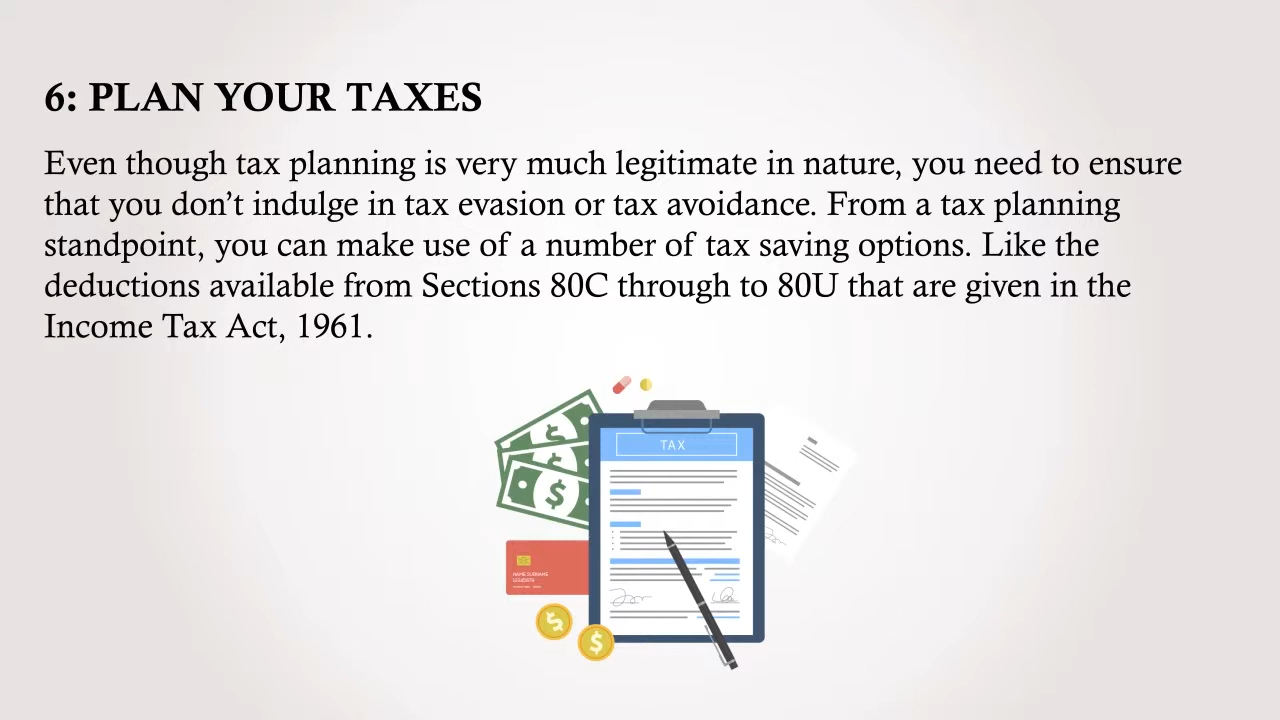 6: PLAN YOUR TAXES
Even though tax planning is very much legitimate in nature, you need to ensure
that you don’t indulge in tax evasion or tax avoidance. From a tax planning
standpoint, you can make use of a number of tax saving options. Like the
deductions available from Sections 80C through to 80U that are given in the
Income Tax Act, 1961.
TAX
NAME SURNAME